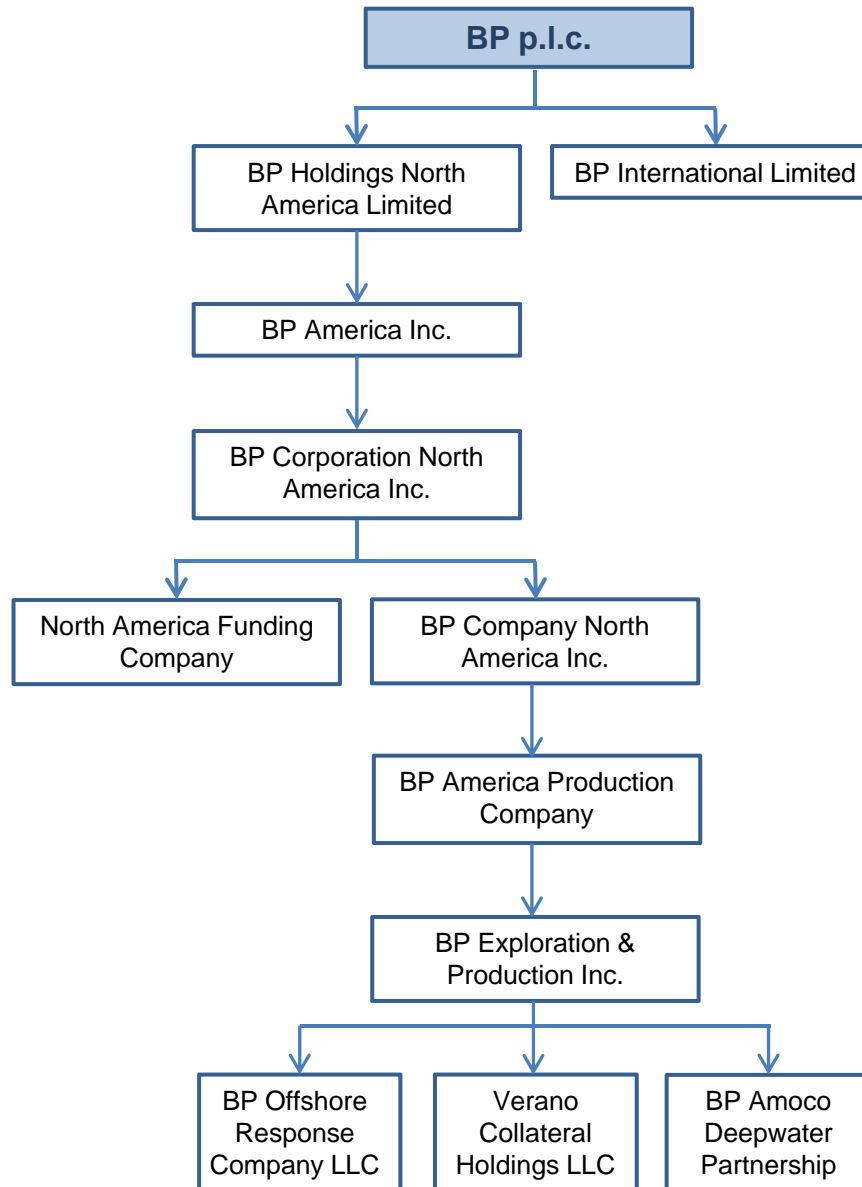 BP p.l.c.
BP Holdings North
America Limited
BP International Limited
BP America Inc.
BP Corporation North
America Inc.
North America Funding
Company
BP Company North
America Inc.
BP America Production
Company
BP Exploration &
Production Inc.
BP Offshore
Response
Company LLC
Verano
Collateral
Holdings LLC
BP Amoco
Deepwater
Partnership